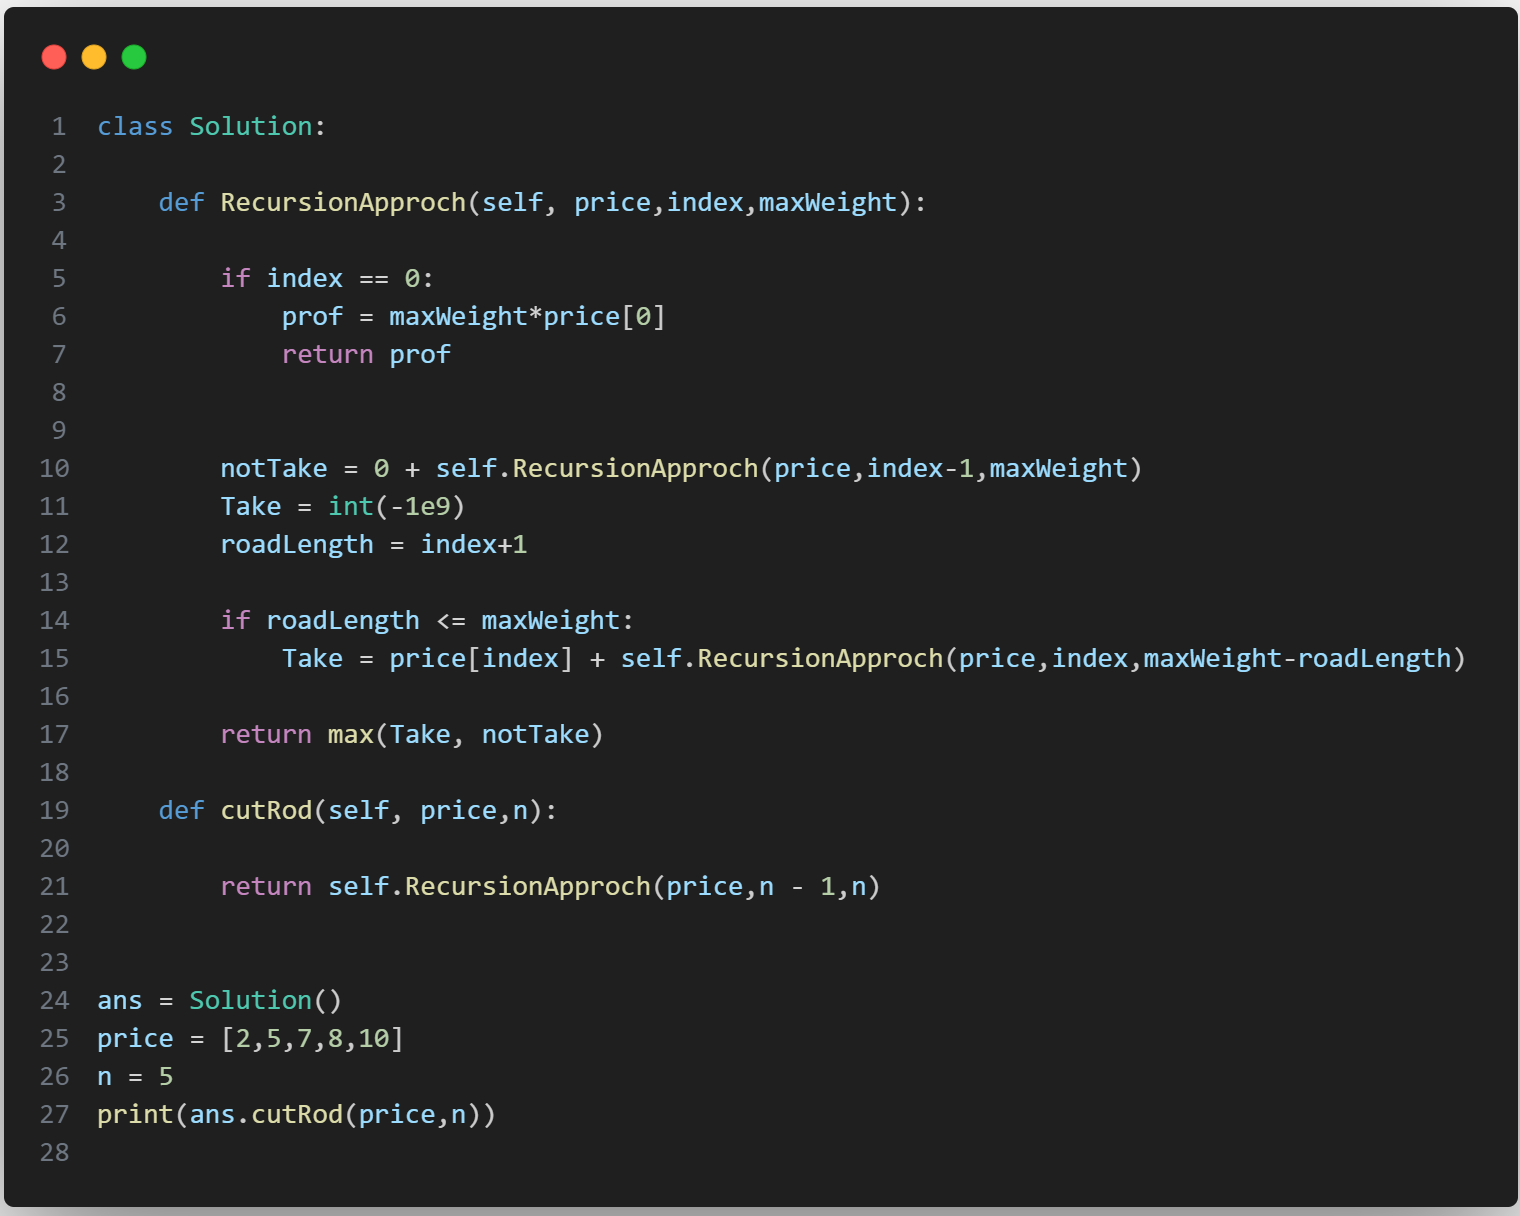 1 class Solution:
2
3     def RecursionApproch(self, price,index,maxWeight):
4
5         if index == 0:
6             prof = maxWeight*price[0]
7             return prof
8
9
10         notTake = 0 + self.RecursionApproch(price,index-1,maxWeight)
11         Take = int(-1e9)
12         roadLength = index+1
13
14         if roadLength <= maxWeight:
15             Take = price[index] + self.RecursionApproch(price,index,maxWeight-roadLength)
16
17         return max(Take, notTake)
18
19     def cutRod(self, price,n):
20
21         return self.RecursionApproch(price,n - 1,n)
22
23
24 ans = Solution()
25 price = [2,5,7,8,10]
26 n = 5
27 print(ans.cutRod(price,n))
28